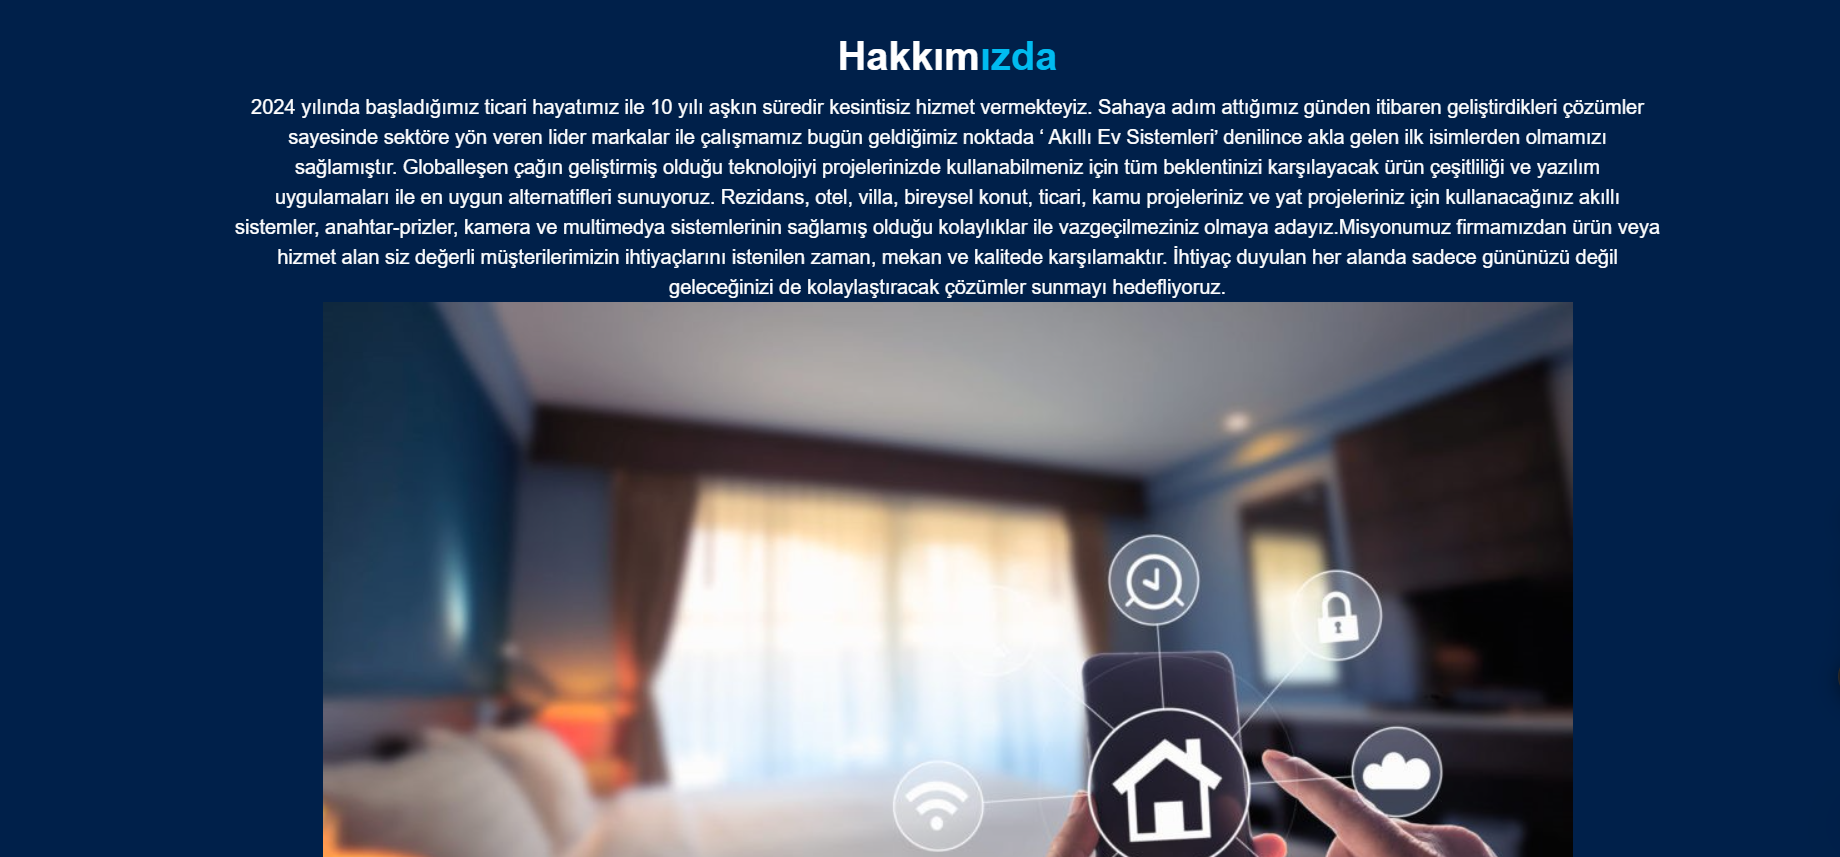 Hakkımızda
2024 yılında başladığımız ticari hayatımız ile 10 yılı aşkın süredir kesintisiz hizmet vermekteyiz. Sahaya adım attığımız günden itibaren geliştirdikleri çözümler
sayesinde sektöre yön veren lider markalar ile çalışmamız bugün geldiğimiz noktada ‘ Akıllı Ev Sistemleri’ denilince akla gelen ilk isimlerden olmamızı
sağlamıştır. Globalleşen çağın geliştirmiş olduğu teknolojiyi projelerinizde kullanabilmeniz için tüm beklentinizi karşılayacak ürün çeşitliliği ve yazılım
uygulamaları ile en uygun alternatifleri sunuyoruz. Rezidans, otel, villa, bireysel konut, ticari, kamu projeleriniz ve yat projeleriniz için kullanacağınız akıllı
sistemler, anahtar-prizler, kamera ve multimedya sistemlerinin sağlamış olduğu kolaylıklar ile vazgeçilmeziniz olmaya adayız.Misyonumuz firmamızdan ürün veya
hizmet alan siz değerli müşterilerimizin ihtiyaçlarını istenilen zaman, mekan ve kalitede karşılamaktır. İhtiyaç duyulan her alanda sadece gününüzü değil
geleceğinizi de kolaylaştıracak çözümler sunmayı hedefliyoruz.